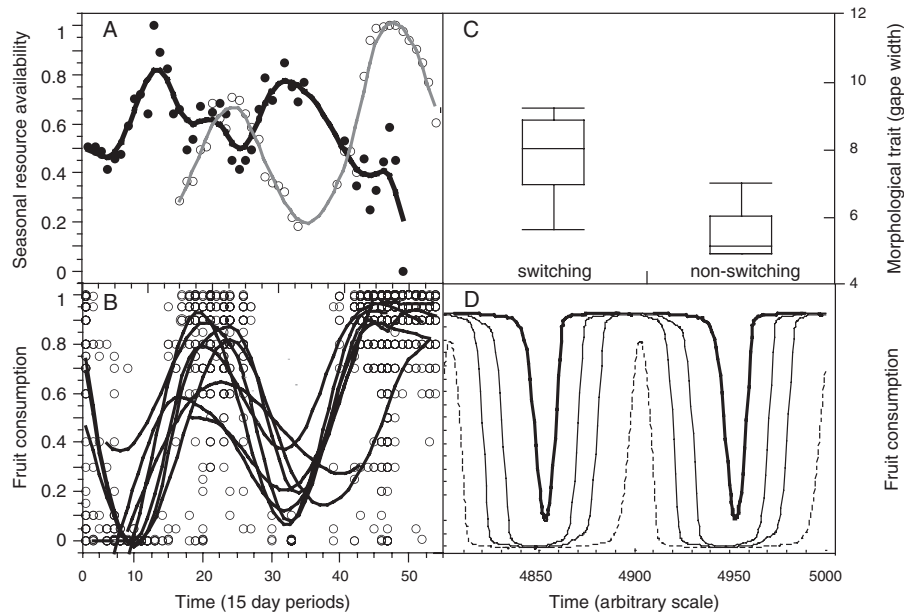 A
C
Seasonal resource availability
1
0.8
0.6
0.4
0.2
0
12
10
8
6
4
Morphological trait (gape width)
switching
non-switching
B
D
Fruit consumption
1
0.8
0.6
0.4
0.2
0
Fruit consumption
0 10 20 30 40 50
4850 4900 4950 5000
Time (15 day periods)
Time (arbitrary scale)